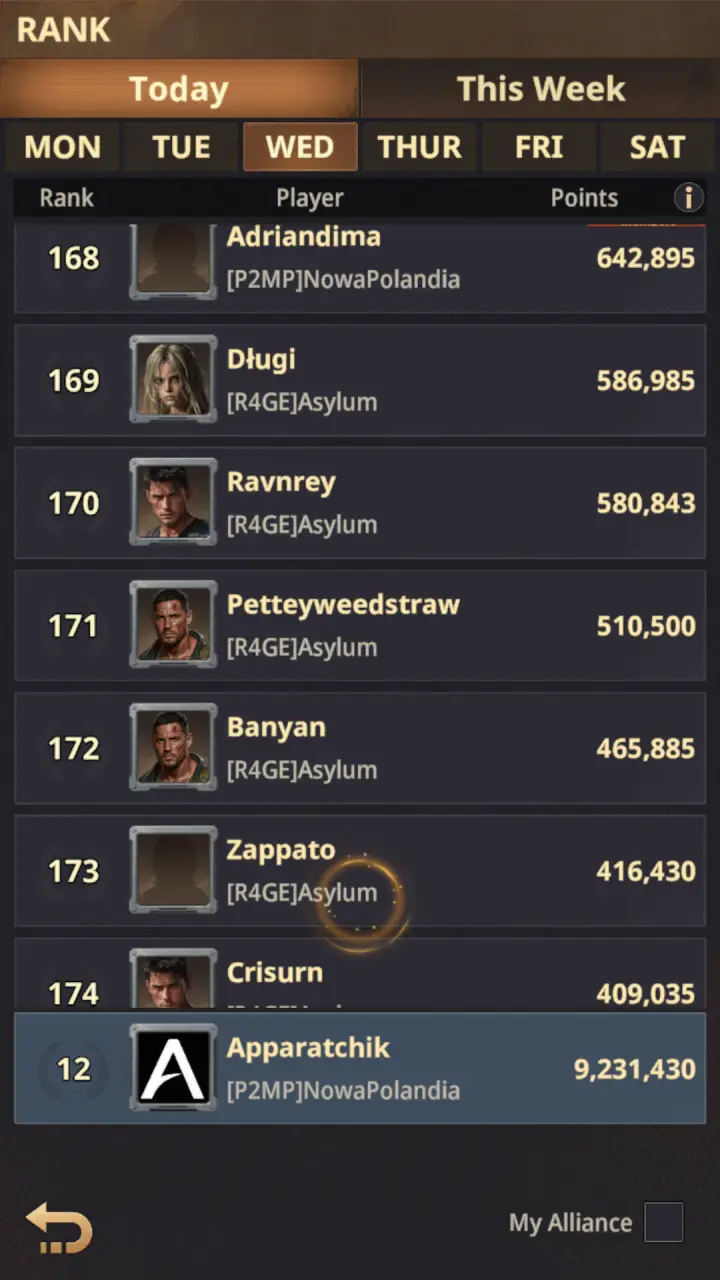 RANK
Today
This Week
MON
TUE
WED
THUR
FRI
SAT
Rank
Player
Points
168
Adriandima
[P2MP]NowaPolandia
642,895
169
Długi
[R4GE]Asylum
586,985
170
Ravnrey
[R4GE]Asylum
580,843
171
Petteyweedstraw
[R4GE]Asylum
510,500
172
Banyan
[R4GE]Asylum
465,885
173
Zappato
[R4GE]Asylum
416,430
174
Crisurn
409,035
12
A
Apparatchik
[P2MP]NowaPolandia
9,231,430
My Alliance